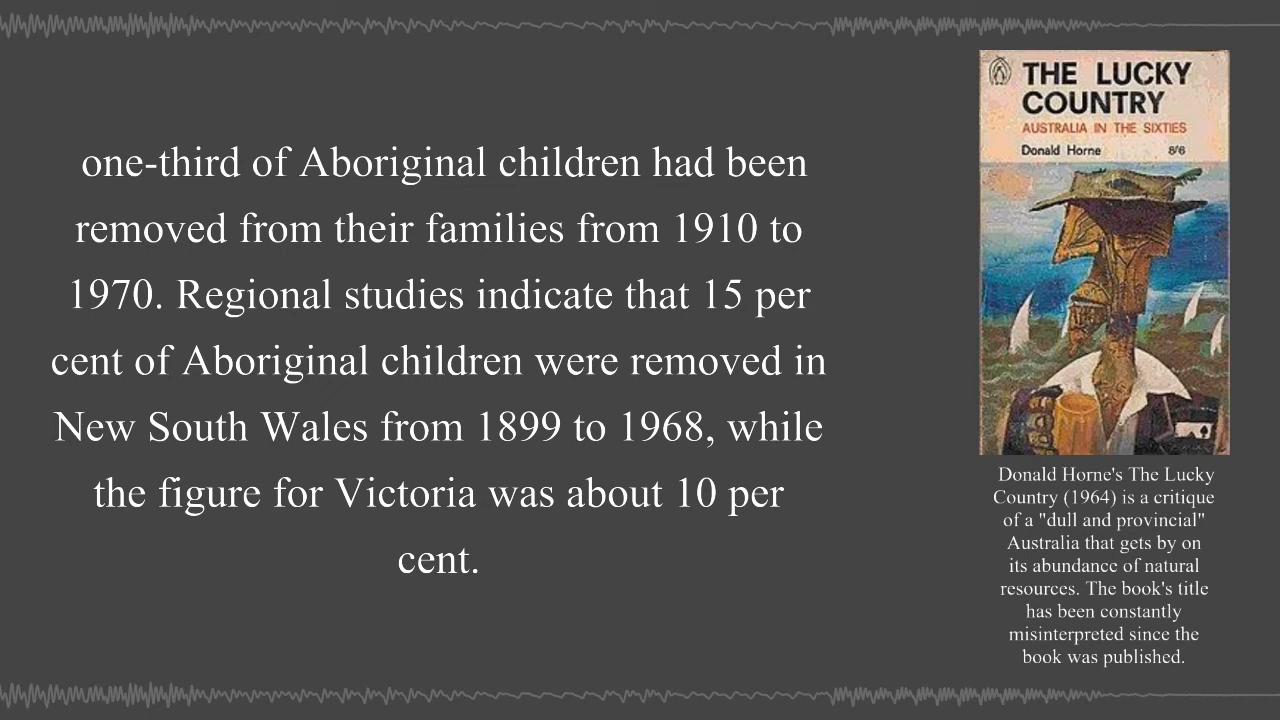 one-third of Aboriginal children had been
removed from their families from 1910 to
1970. Regional studies indicate that 15 per
cent of Aboriginal children were removed in
New South Wales from 1899 to 1968, while
the figure for Victoria was about 10 per
cent.
THE LUCKY
COUNTRY
AUSTRALIA IN THE SIXTIES
Donald Horne 8/6
Donald Horne's The Lucky
Country (1964) is a critique
of a "dull and provincial"
Australia that gets by on
its abundance of natural
resources. The book's title
has been constantly
misinterpreted since the
book was published.